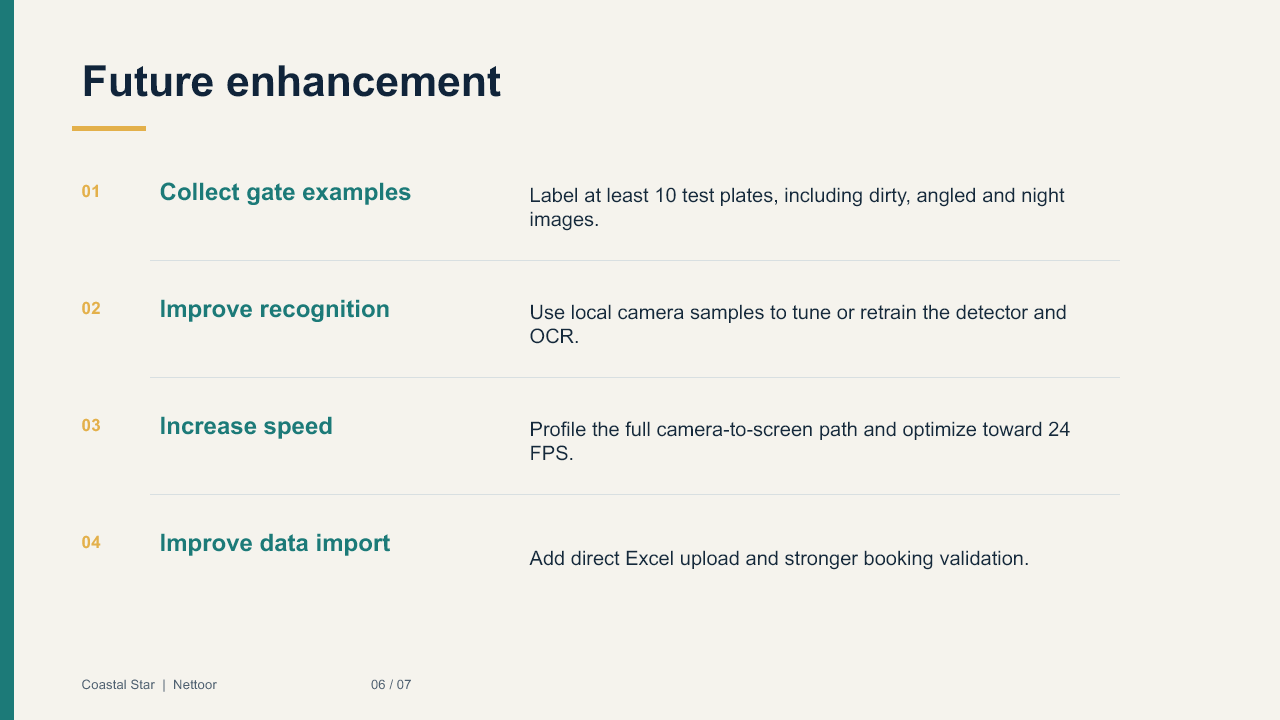 Future enhancement
01
Collect gate examples
Label at least 10 test plates, including dirty, angled and night
images.
02
Improve recognition
Use local camera samples to tune or retrain the detector and
OCR.
03
Increase speed
Profile the full camera-to-screen path and optimize toward 24
FPS.
04
Improve data import
Add direct Excel upload and stronger booking validation.
Coastal Star | Nettoor
06 / 07